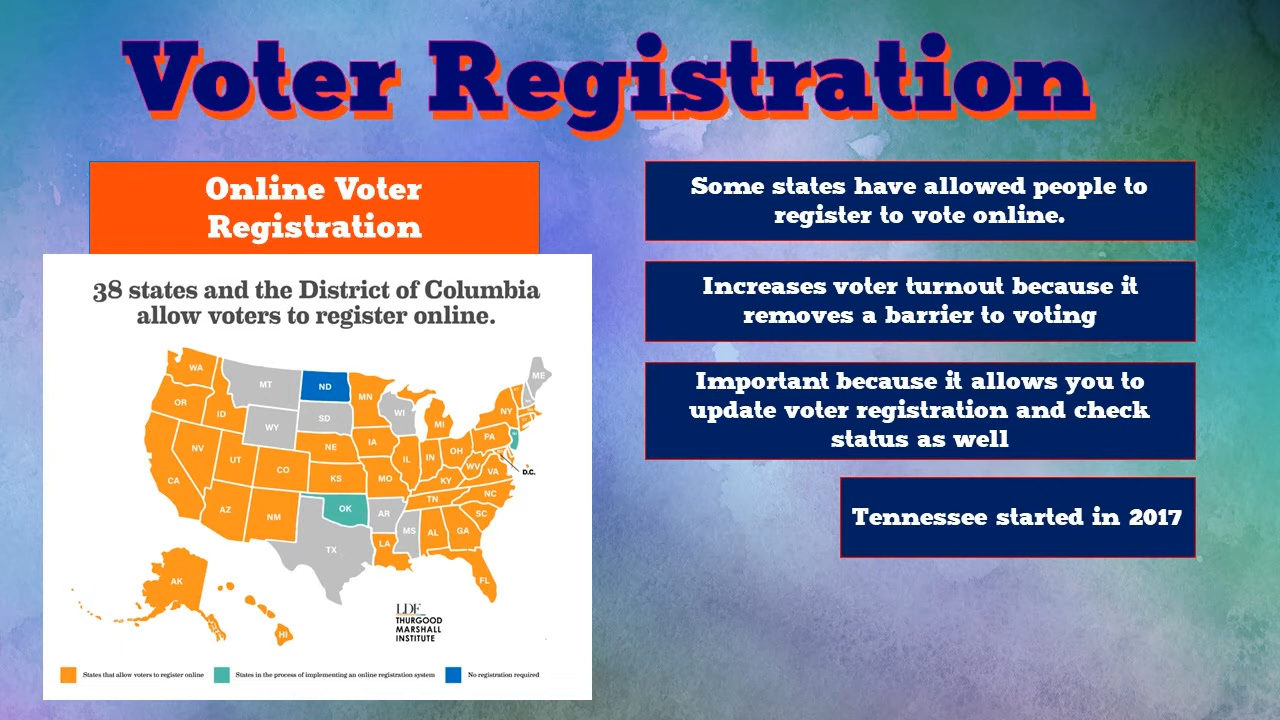 Voter Registration
Online Voter
Registration
38 states and the District of Columbia
allow voters to register online.
WA
MT
ND
MN
ME
OR
ID
SD
WI
WY
MI
NY
NV
NE
IA
PA
UT
CO
IL
IN
OH
D.C.
CA
KS
MO
WV
VA
KY
AZ
NM
OK
AR
TN
NC
SC
MS
AL
GA
TX
LA
FL
AK
HI
LDF
THURGOOD
MARSHALL
INSTITUTE
States that allow voters to register online
States in the process of implementing an online registration system
No registration required
Some states have allowed people to
register to vote online.
Increases voter turnout because it
removes a barrier to voting
Important because it allows you to
update voter registration and check
status as well
Tennessee started in 2017